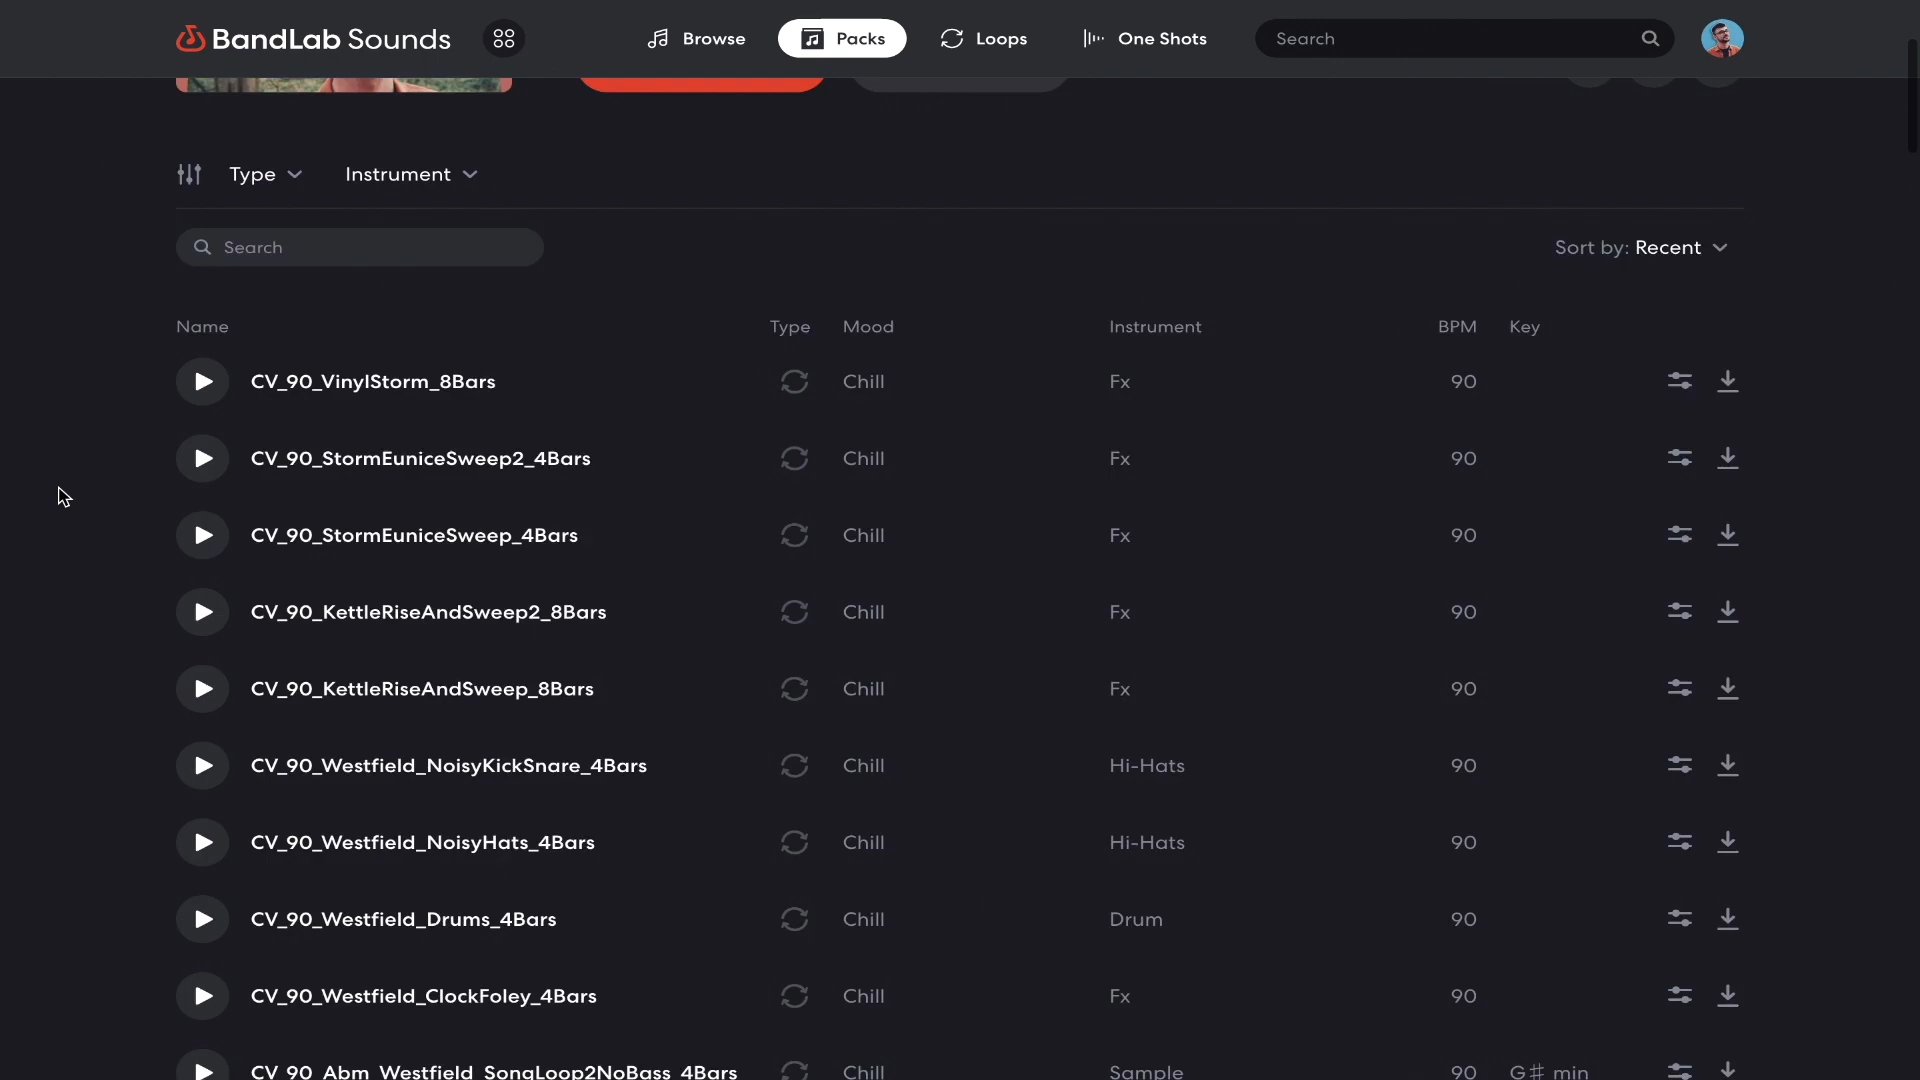 BandLab Sounds
Browse
Packs
Loops
One Shots
Search
Type
Instrument
Search
Sort by: Recent
Name Type Mood Instrument BPM Key
CV_90_VinylStorm_8Bars Chill Fx 90
CV_90_StormEuniceSweep2_4Bars Chill Fx 90
CV_90_StormEuniceSweep_4Bars Chill Fx 90
CV_90_KettleRiseAndSweep2_8Bars Chill Fx 90
CV_90_KettleRiseAndSweep_8Bars Chill Fx 90
CV_90_Westfield_NoisyKickSnare_4Bars Chill Hi-Hats 90
CV_90_Westfield_NoisyHats_4Bars Chill Hi-Hats 90
CV_90_Westfield_Drums_4Bars Chill Drum 90
CV_90_Westfield_ClockFoley_4Bars Chill Fx 90
CV_90_Abm_Westfield_SongLoop2NoBass_4Bars Chill Sample 90 G♯ min